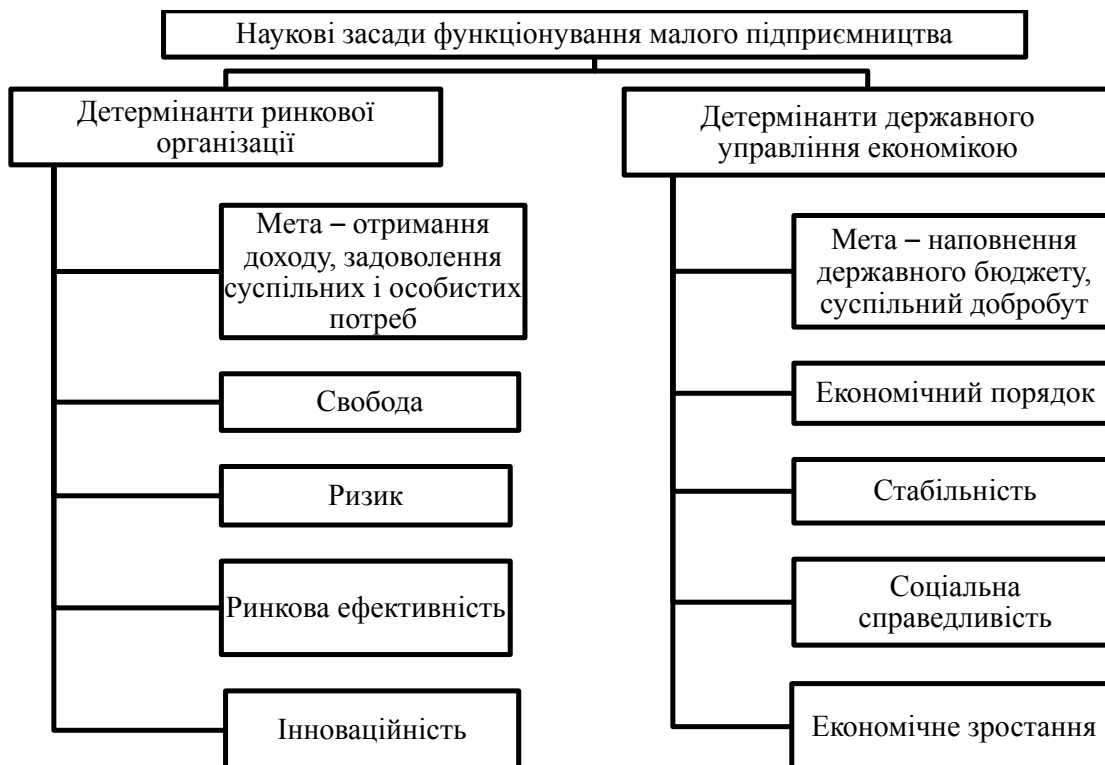 Наукові засади функціонування малого підприємництва
Детермінанти ринкової
організації
Мета – отримання
доходу, задоволення
суспільних і особистих
потреб
Свобода
Ризик
Ринкова ефективність
Інноваційність
Детермінанти державного
управління економікою
Мета – наповнення
державного бюджету,
суспільний добробут
Економічний порядок
Стабільність
Соціальна
справедливість
Економічне зростання